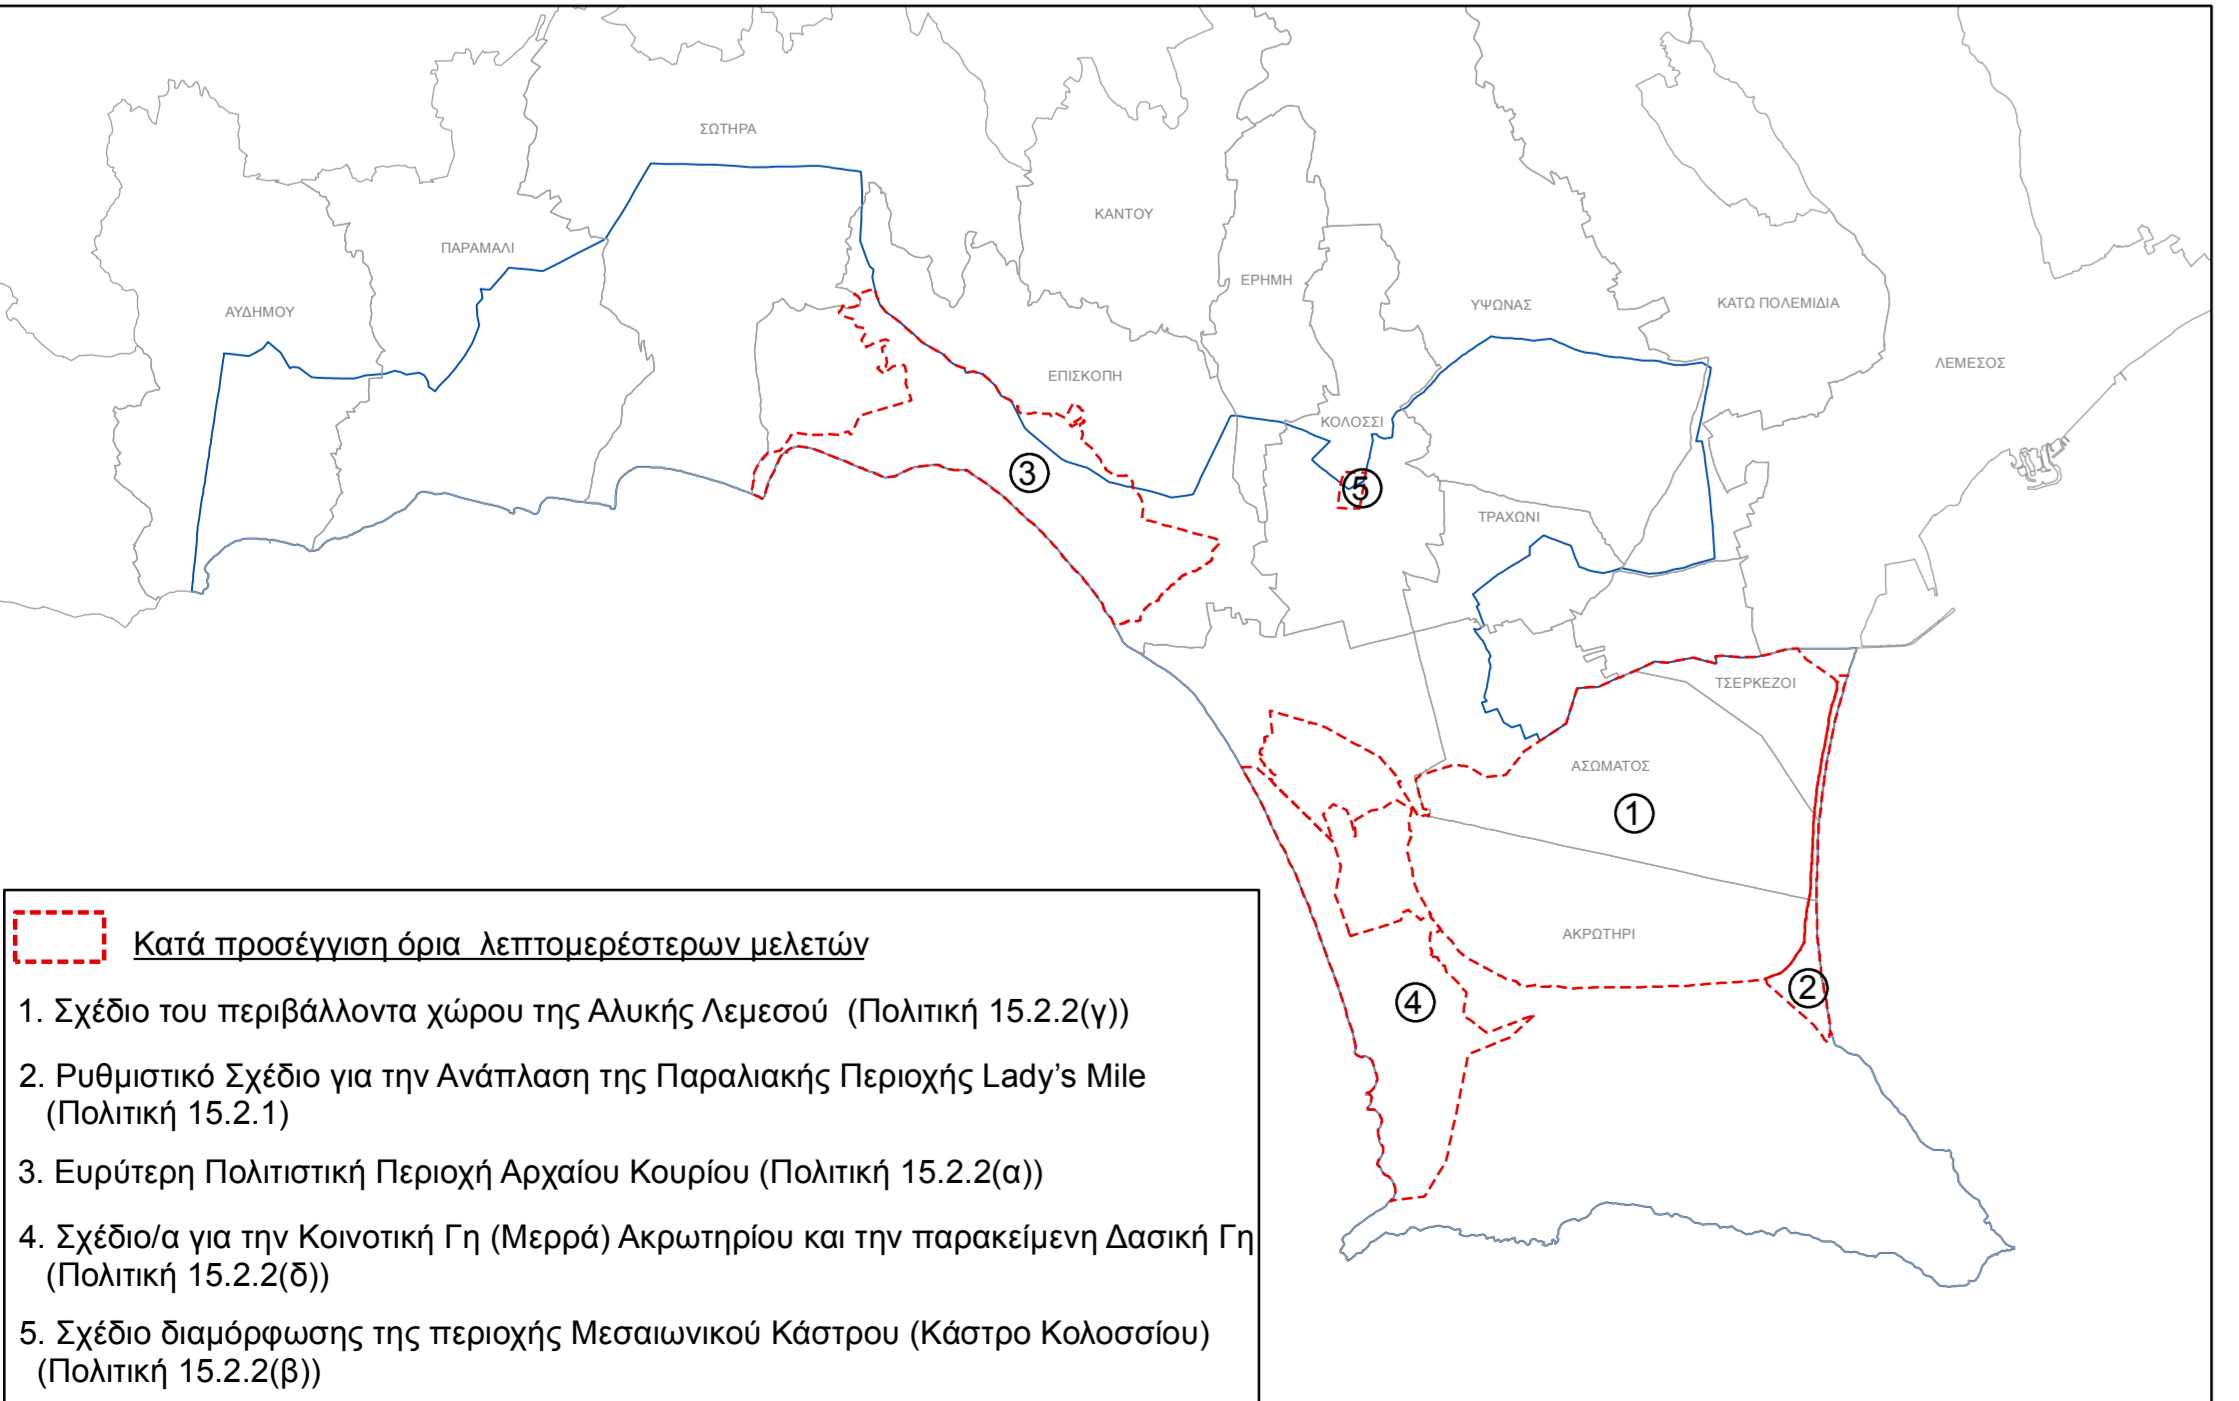 ΣΩΤΗΡΑ
ΚΑΝΤΟΥ
ΠΑΡΑΜΑΛΙ
ΕΡΗΜΗ
ΑΥΔΗΜΟΥ
ΥΨΩΝΑΣ
ΚΑΤΩ ΠΟΛΕΜΙΔΙΑ
ΛΕΜΕΣΟΣ
ΕΠΙΣΚΟΠΗ
ΚΟΛΟΣΣΙ
3
5
ΤΡΑΧΩΝΙ
ΤΣΕΡΚΕΖΟΙ
ΑΣΩΜΑΤΟΣ
1
ΑΚΡΩΤΗΡΙ
2
4
Κατά προσέγγιση όρια λεπτομερέστερων μελετών
1. Σχέδιο του περιβάλλοντα χώρου της Αλυκής Λεμεσού (Πολιτική 15.2.2(γ))
2. Ρυθμιστικό Σχέδιο για την Ανάπλαση της Παραλιακής Περιοχής Lady's Mile
(Πολιτική 15.2.1)
3. Ευρύτερη Πολιτιστική Περιοχή Αρχαίου Κουρίου (Πολιτική 15.2.2(α))
4. Σχέδιο/α για την Κοινοτική Γη (Μερρά) Ακρωτηρίου και την παρακείμενη Δασική Γη
(Πολιτική 15.2.2(δ))
5. Σχέδιο διαμόρφωσης της περιοχής Μεσαιωνικού Κάστρου (Κάστρο Κολοσσίου)
(Πολιτική 15.2.2(β))